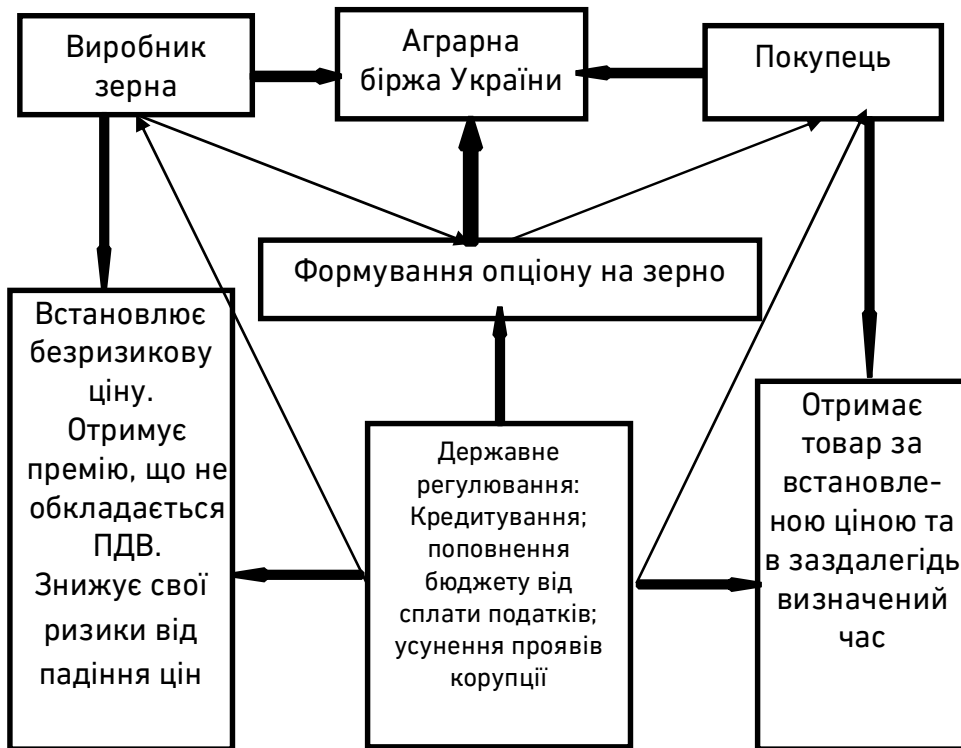 Виробник
зерна
Аграрна
біржа України
Покупець
Формування опціону на зерно
Встановлює
безризикову
ціну.
Отримує
премію, що не
обкладається
ПДВ.
Знижує свої
ризики від
падіння цін
Державне
регулювання:
Кредитування;
поповнення
бюджету від
сплати податків;
усунення проявів
корупції
Отримає
товар за
встановле-
ною ціною та
в заздалегідь
визначений
час